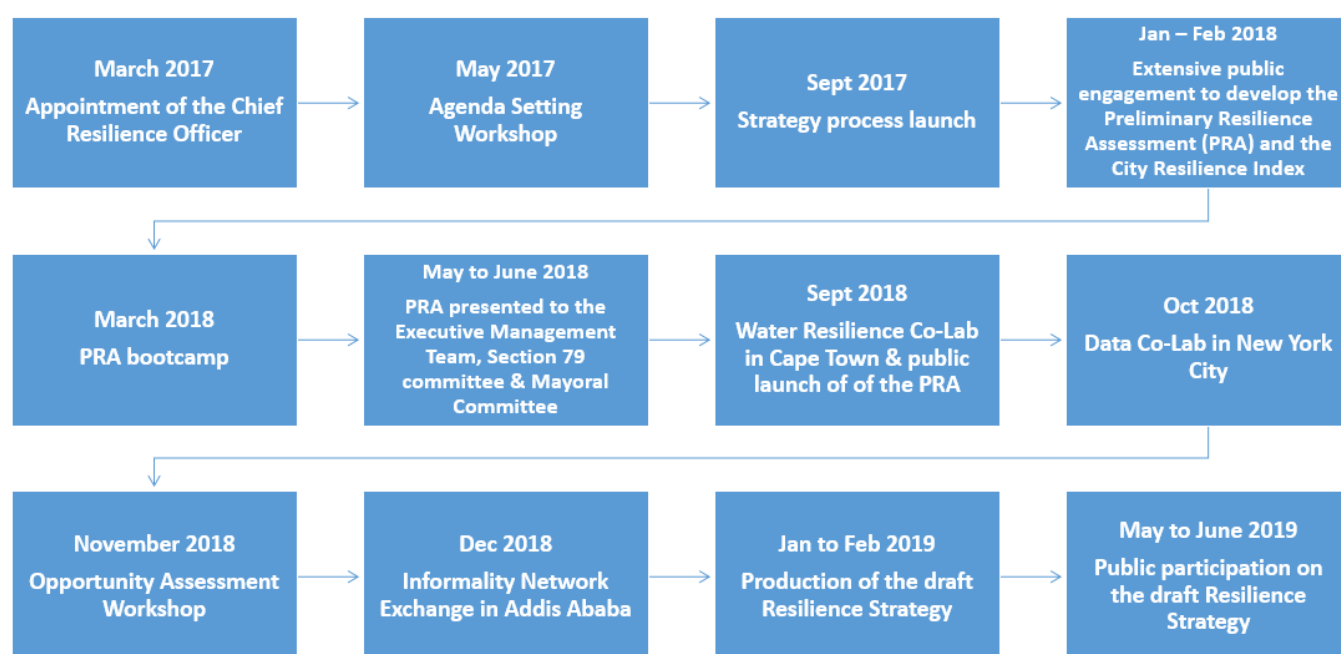 March 2017
Appointment of the Chief
Resilience Officer
May 2017
Agenda Setting
Workshop
Sept 2017
Strategy process launch
Jan – Feb 2018
Extensive public
engagement to develop the
Preliminary Resilience
Assessment (PRA) and the
City Resilience Index
March 2018
PRA bootcamp
May to June 2018
PRA presented to the
Executive Management
Team, Section 79
committee & Mayoral
Committee
Sept 2018
Water Resilience Co-Lab
in Cape Town & public
launch of of the PRA
Oct 2018
Data Co-Lab in New York
City
November 2018
Opportunity Assessment
Workshop
Dec 2018
Informality Network
Exchange in Addis Ababa
Jan to Feb 2019
Production of the draft
Resilience Strategy
May to June 2019
Public participation on
the draft Resilience
Strategy